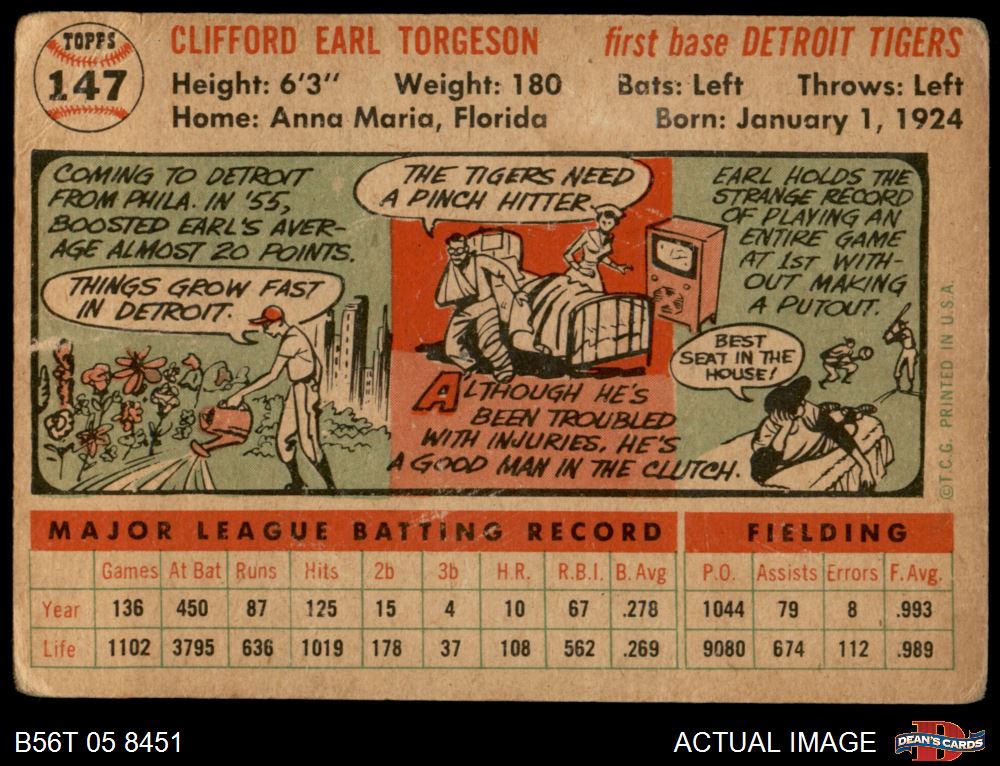 TOPPS
147
CLIFFORD EARL TORGESON first base DETROIT TIGERS
Height: 6'3" Weight: 180 Bats: Left Throws: Left
Home: Anna Maria, Florida Born: January 1, 1924
COMING TO DETROIT
FROM PHILA. IN '55,
BOOSTED EARL'S AVER-
AGE ALMOST 20 POINTS.
THINGS GROW FAST
IN DETROIT.
THE TIGERS NEED
A PINCH HITTER.
ALTHOUGH HE'S
BEEN TROUBLED
WITH INJURIES, HE'S
A GOOD MAN IN THE CLUTCH.
EARL HOLDS THE
STRANGE RECORD
OF PLAYING AN
ENTIRE GAME
AT 1ST WITH-
OUT MAKING
A PUTOUT.
BEST
SEAT IN THE
HOUSE!
©T.C.G. PRINTED IN U.S.A.
MAJOR LEAGUE BATTING RECORD FIELDING
Games At Bat Runs Hits 2b 3b H.R. R.B.I. B. Avg P.O. Assists Errors F. Avg.
Year 136 450 87 125 15 4 10 67 .278 1044 79 8 .993
Life 1102 3795 636 1019 178 37 108 562 .269 9080 674 112 .989
B56T 05 8451 ACTUAL IMAGE DEAN'S CARDS